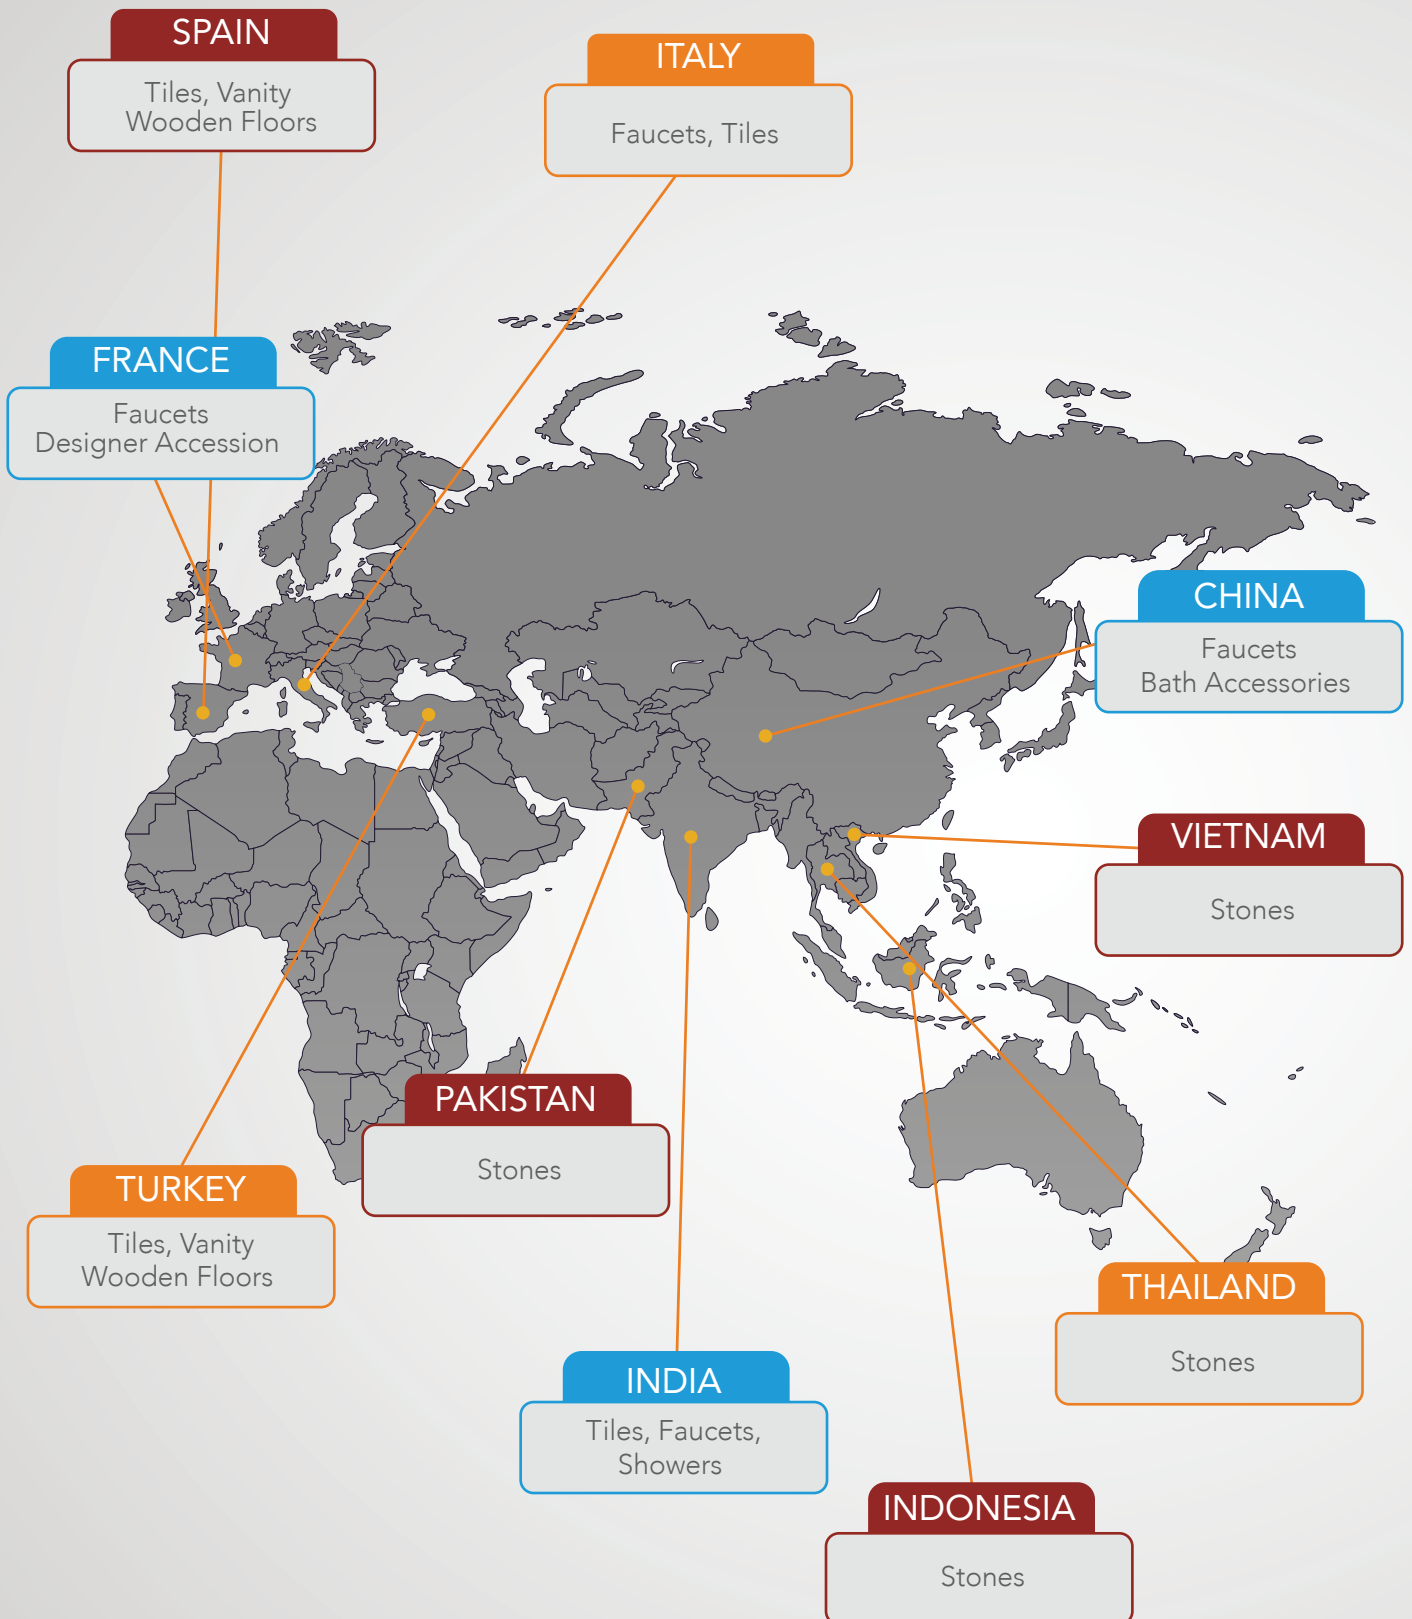 SPAIN
Tiles, Vanity
Wooden Floors
ITALY
Faucets, Tiles
FRANCE
Faucets
Designer Accession
CHINA
Faucets
Bath Accessories
VIETNAM
Stones
PAKISTAN
Stones
TURKEY
Tiles, Vanity
Wooden Floors
THAILAND
Stones
INDIA
Tiles, Faucets,
Showers
INDONESIA
Stones